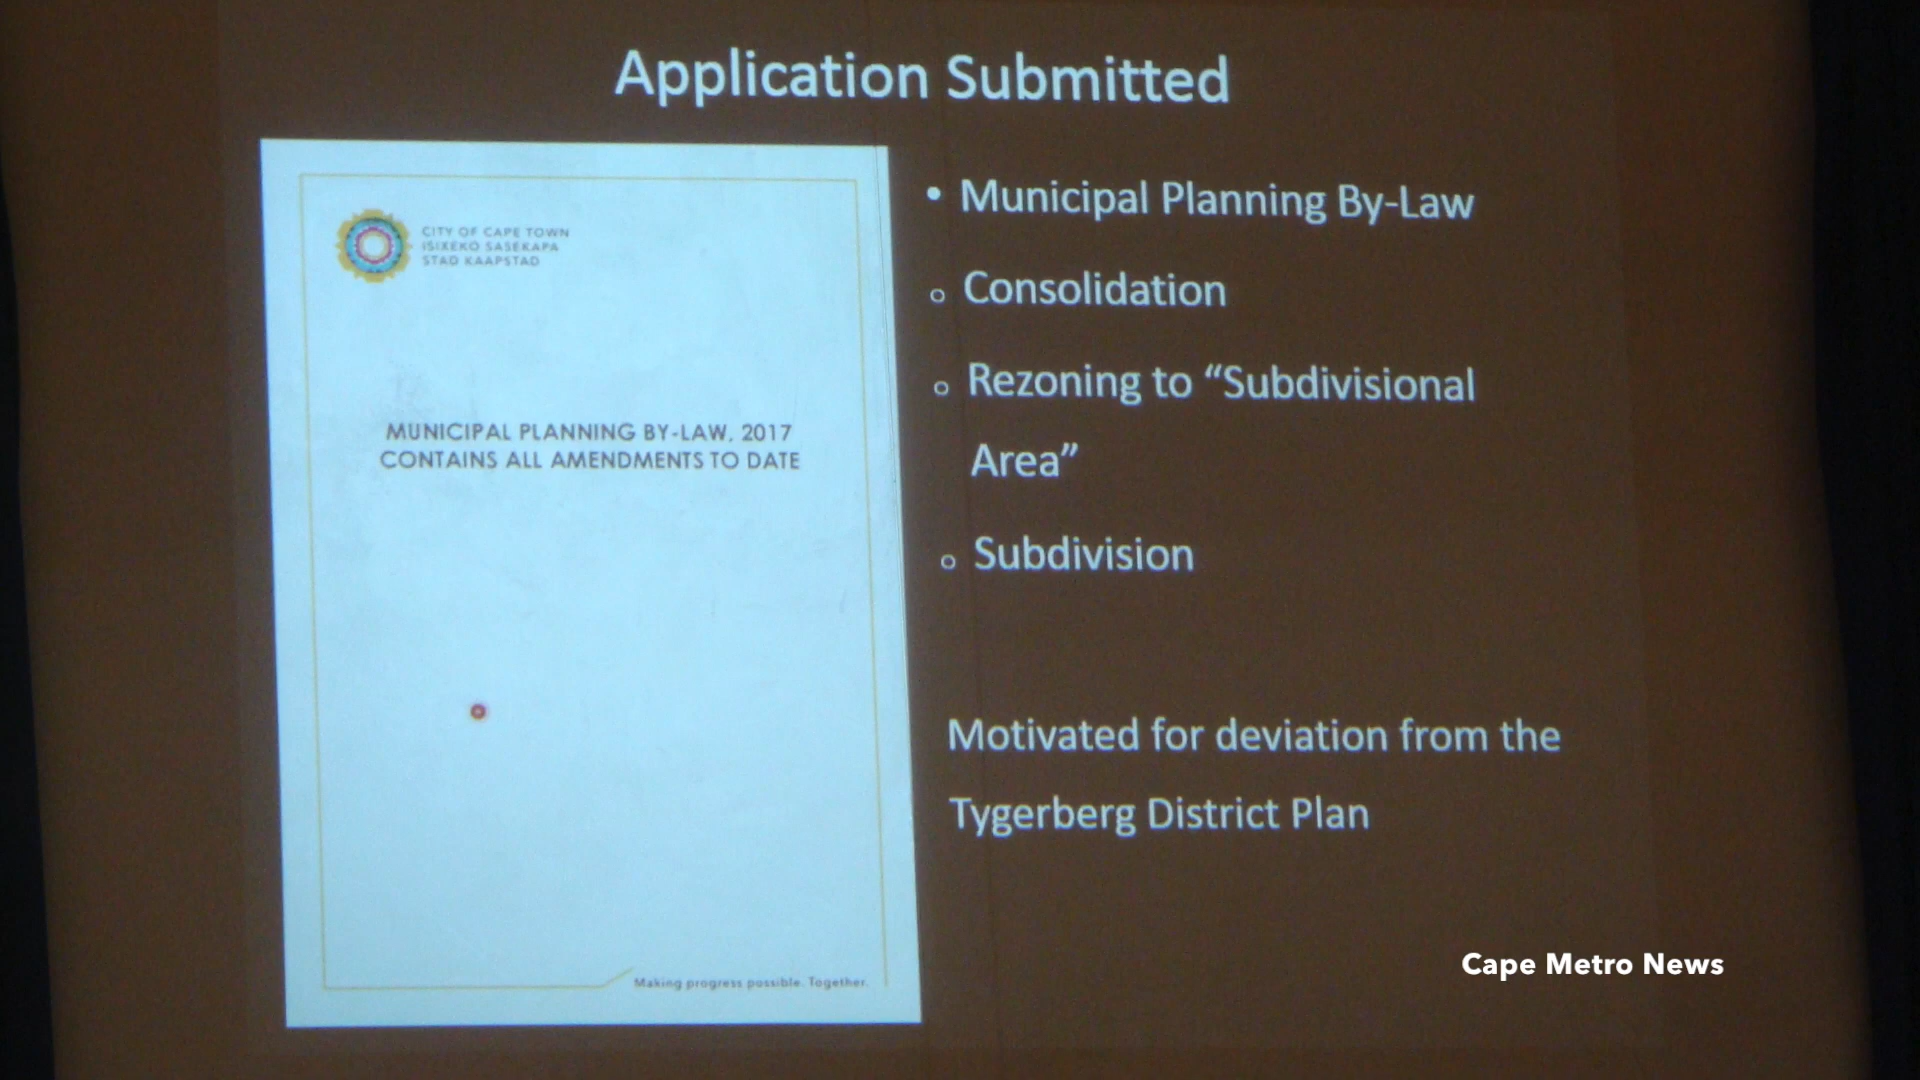 Application Submitted
CITY OF CAPE TOWN
ISIXEKO SASEKAPA
STAD KAAPSTAD
MUNICIPAL PLANNING BY-LAW, 2017
CONTAINS ALL AMENDMENTS TO DATE
Making progress possible. Together.
• Municipal Planning By-Law
o Consolidation
o Rezoning to “Subdivisional
Area”
o Subdivision
Motivated for deviation from the
Tygerberg District Plan
Cape Metro News